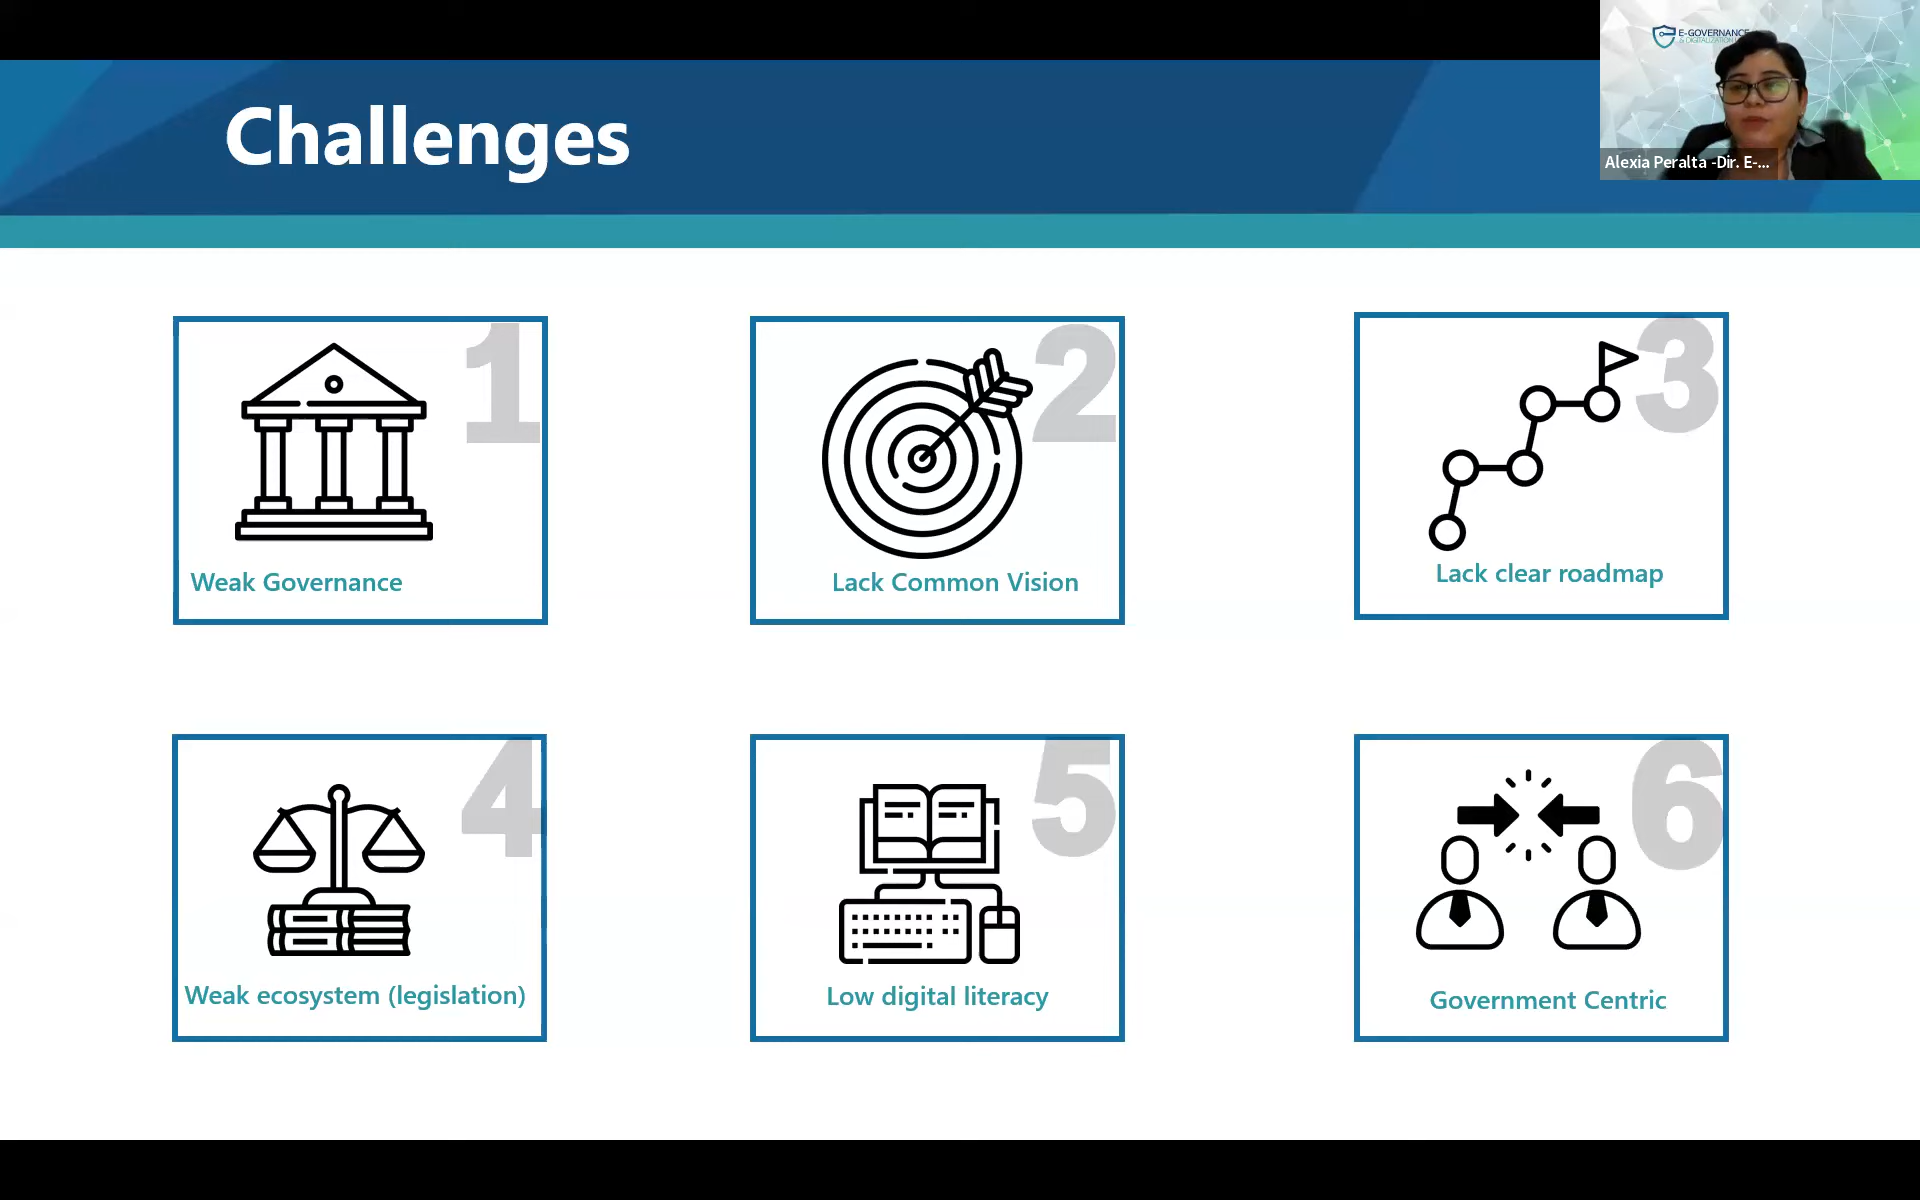 Challenges
E-GOVERNANCE
& DIGITALIZATION
Alexia Peralta -Dir. E-...
1
Weak Governance
2
Lack Common Vision
3
Lack clear roadmap
4
Weak ecosystem (legislation)
5
Low digital literacy
6
Government Centric